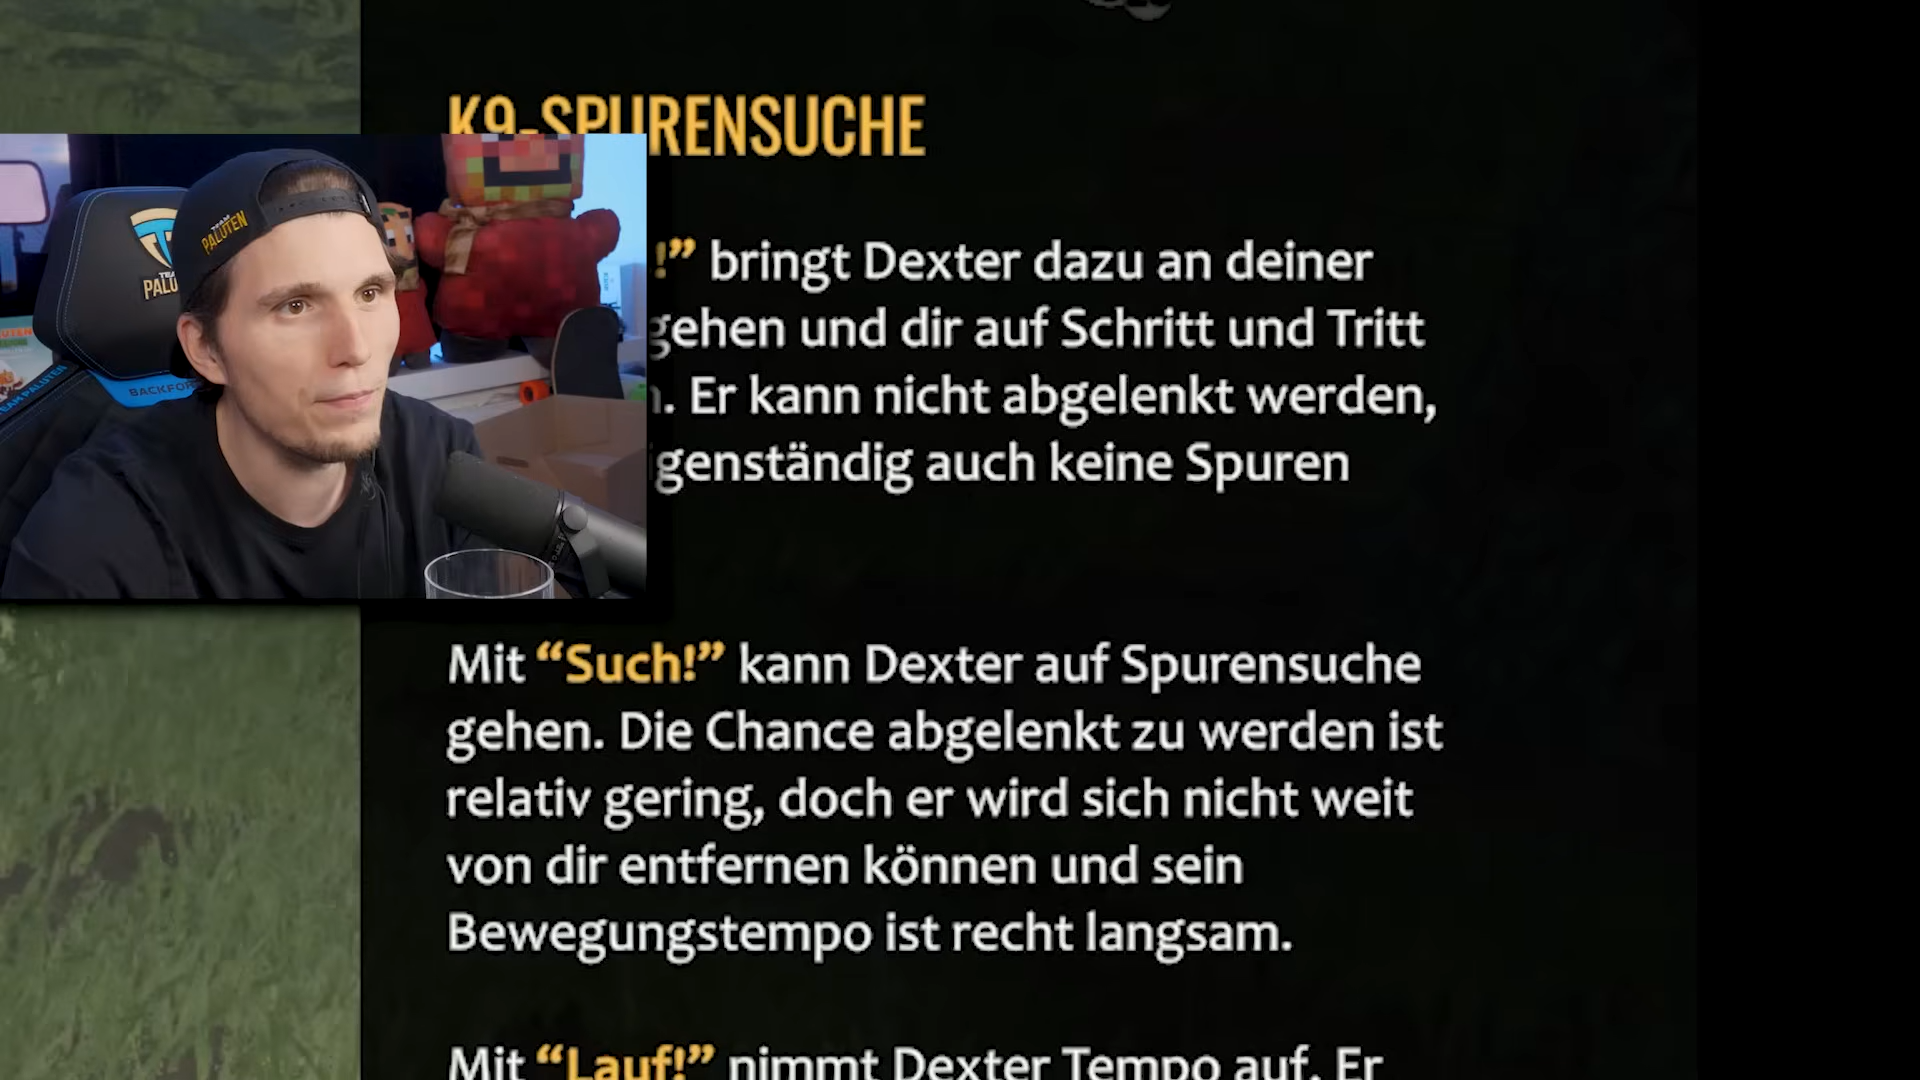 K9-SPURENSUCHE
!” bringt Dexter dazu an deiner
gehen und dir auf Schritt und Tritt
. Er kann nicht abgelenkt werden,
auch keine Spuren
Mit “Such!” kann Dexter auf Spurensuche
gehen. Die Chance abgelenkt zu werden ist
relativ gering, doch er wird sich nicht weit
von dir entfernen können und sein
Bewegungstempo ist recht langsam.
Mit “Lauf!” nimmt Dexter Tempo auf. Er
TEAM
PALUTEN
TEAM PALUTEN